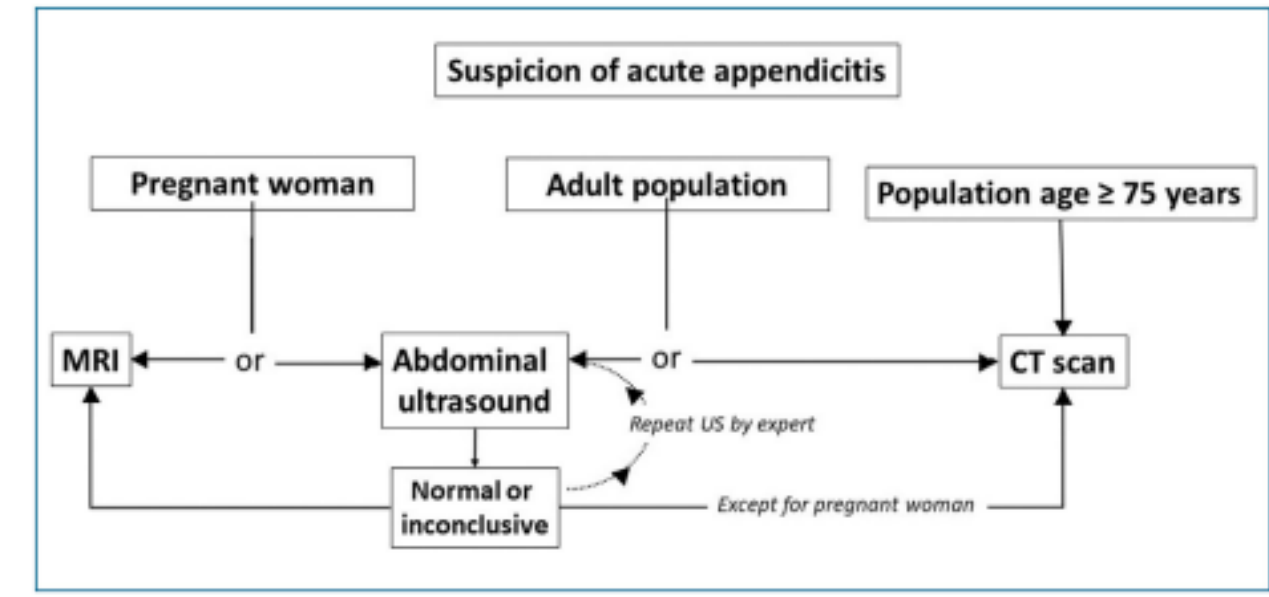 Suspicion of acute appendicitis
Pregnant woman
Adult population
Population age ≥ 75 years
MRI
or
Abdominal
ultrasound
or
CT scan
Repeat US by expert
Normal or
inconclusive
Except for pregnant woman